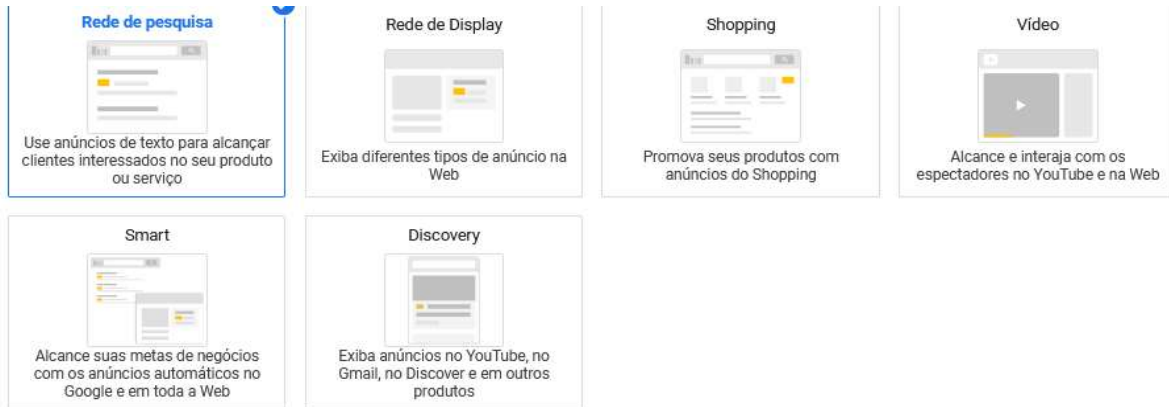 Rede de pesquisa
Use anúncios de texto para alcançar
clientes interessados no seu produto
ou serviço
Rede de Display
Exiba diferentes tipos de anúncio na
Web
Shopping
Promova seus produtos com
anúncios do Shopping
Vídeo
Alcance e interaja com os
espectadores no YouTube e na Web
Smart
Alcance suas metas de negócios
com os anúncios automáticos no
Google e em toda a Web
Discovery
Exiba anúncios no YouTube, no
Gmail, no Discover e em outros
produtos